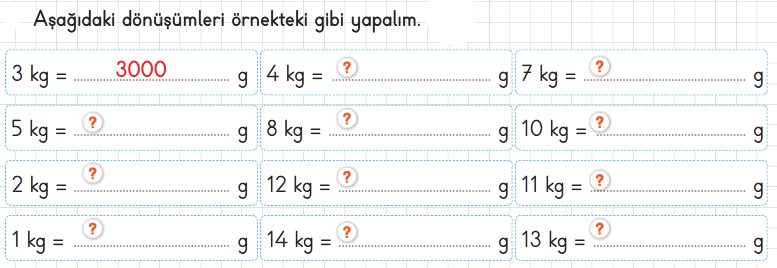 Aşağıdaki dönüşümleri örnekteki gibi yapalım.
3 kg = 3000 g 4 kg = ? g 7 kg = ? g
5 kg = ? g 8 kg = ? g 10 kg = ? g
2 kg = ? g 12 kg = ? g 11 kg = ? g
1 kg = ? g 14 kg = ? g 13 kg = ? g